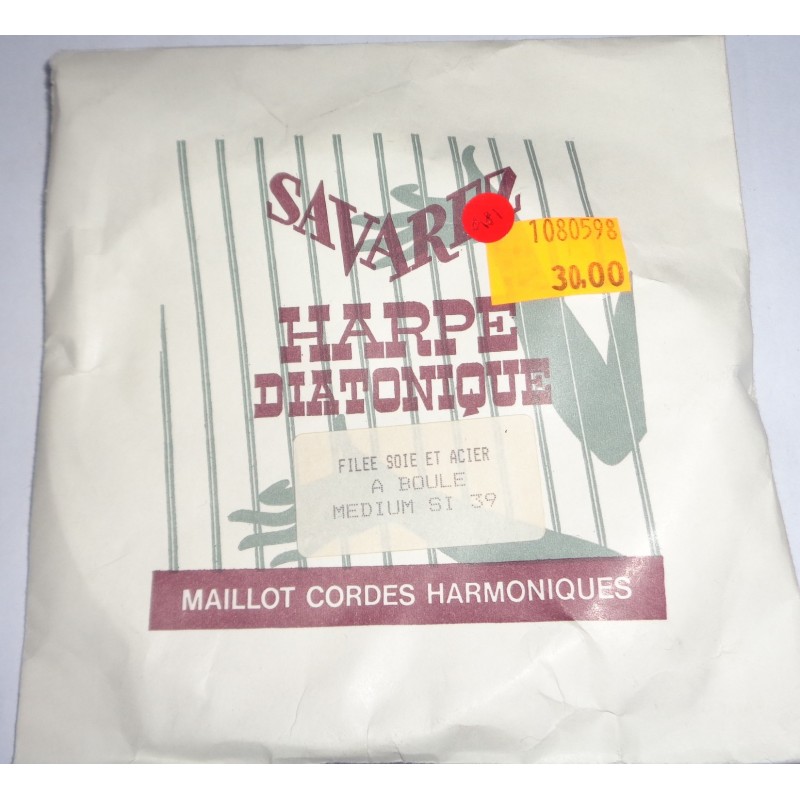 SAVAREZ
1080598
30.00
HARPE
DIATONIQUE
FILEE SOIE ET ACIER
A BOULE
MEDIUM SI 39
MAILLOT CORDES HARMONIQUES